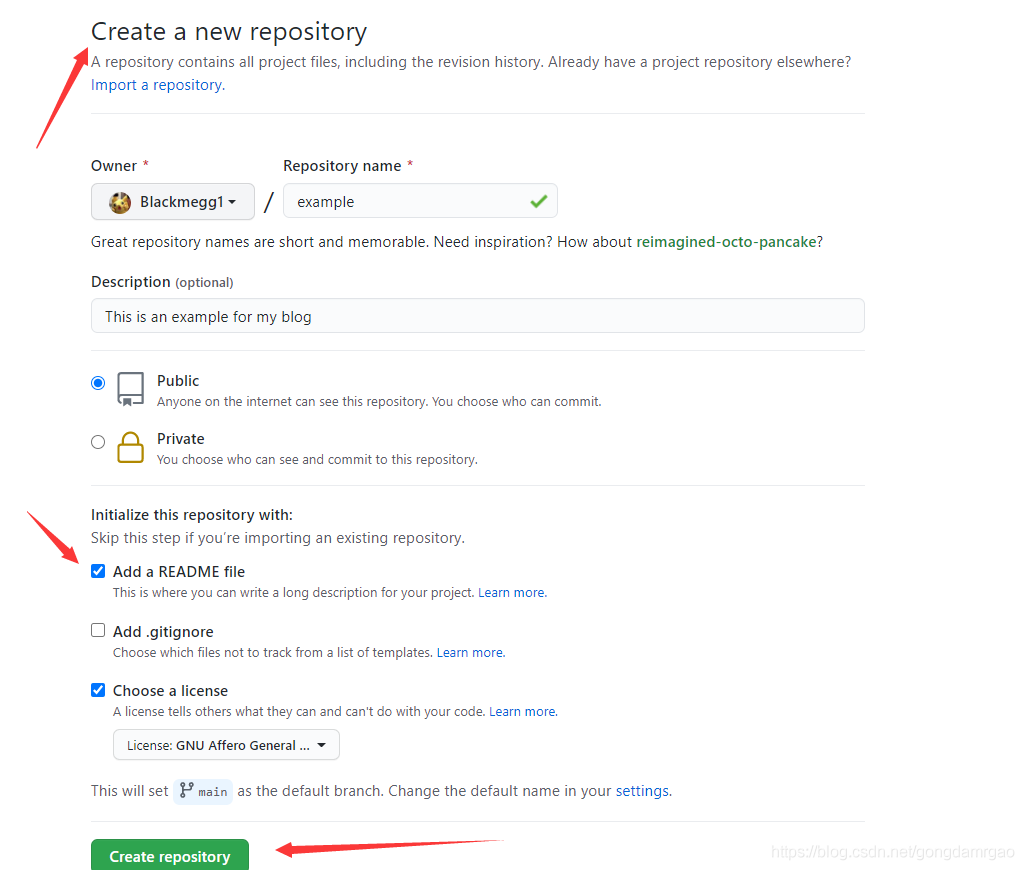 Create a new repository
A repository contains all project files, including the revision history. Already have a project repository elsewhere?
Import a repository.
Owner * Repository name *
Blackmegg1 / example
Great repository names are short and memorable. Need inspiration? How about reimagined-octo-pancake?
Description (optional)
This is an example for my blog
Public
Anyone on the internet can see this repository. You choose who can commit.
Private
You choose who can see and commit to this repository.
Initialize this repository with:
Skip this step if you're importing an existing repository.
Add a README file
This is where you can write a long description for your project. Learn more.
Add .gitignore
Choose which files not to track from a list of templates. Learn more.
Choose a license
A license tells others what they can and can't do with your code. Learn more.
License: GNU Affero General ...
This will set main as the default branch. Change the default name in your settings.
Create repository
https://blog.csdn.net/gongdamrgao